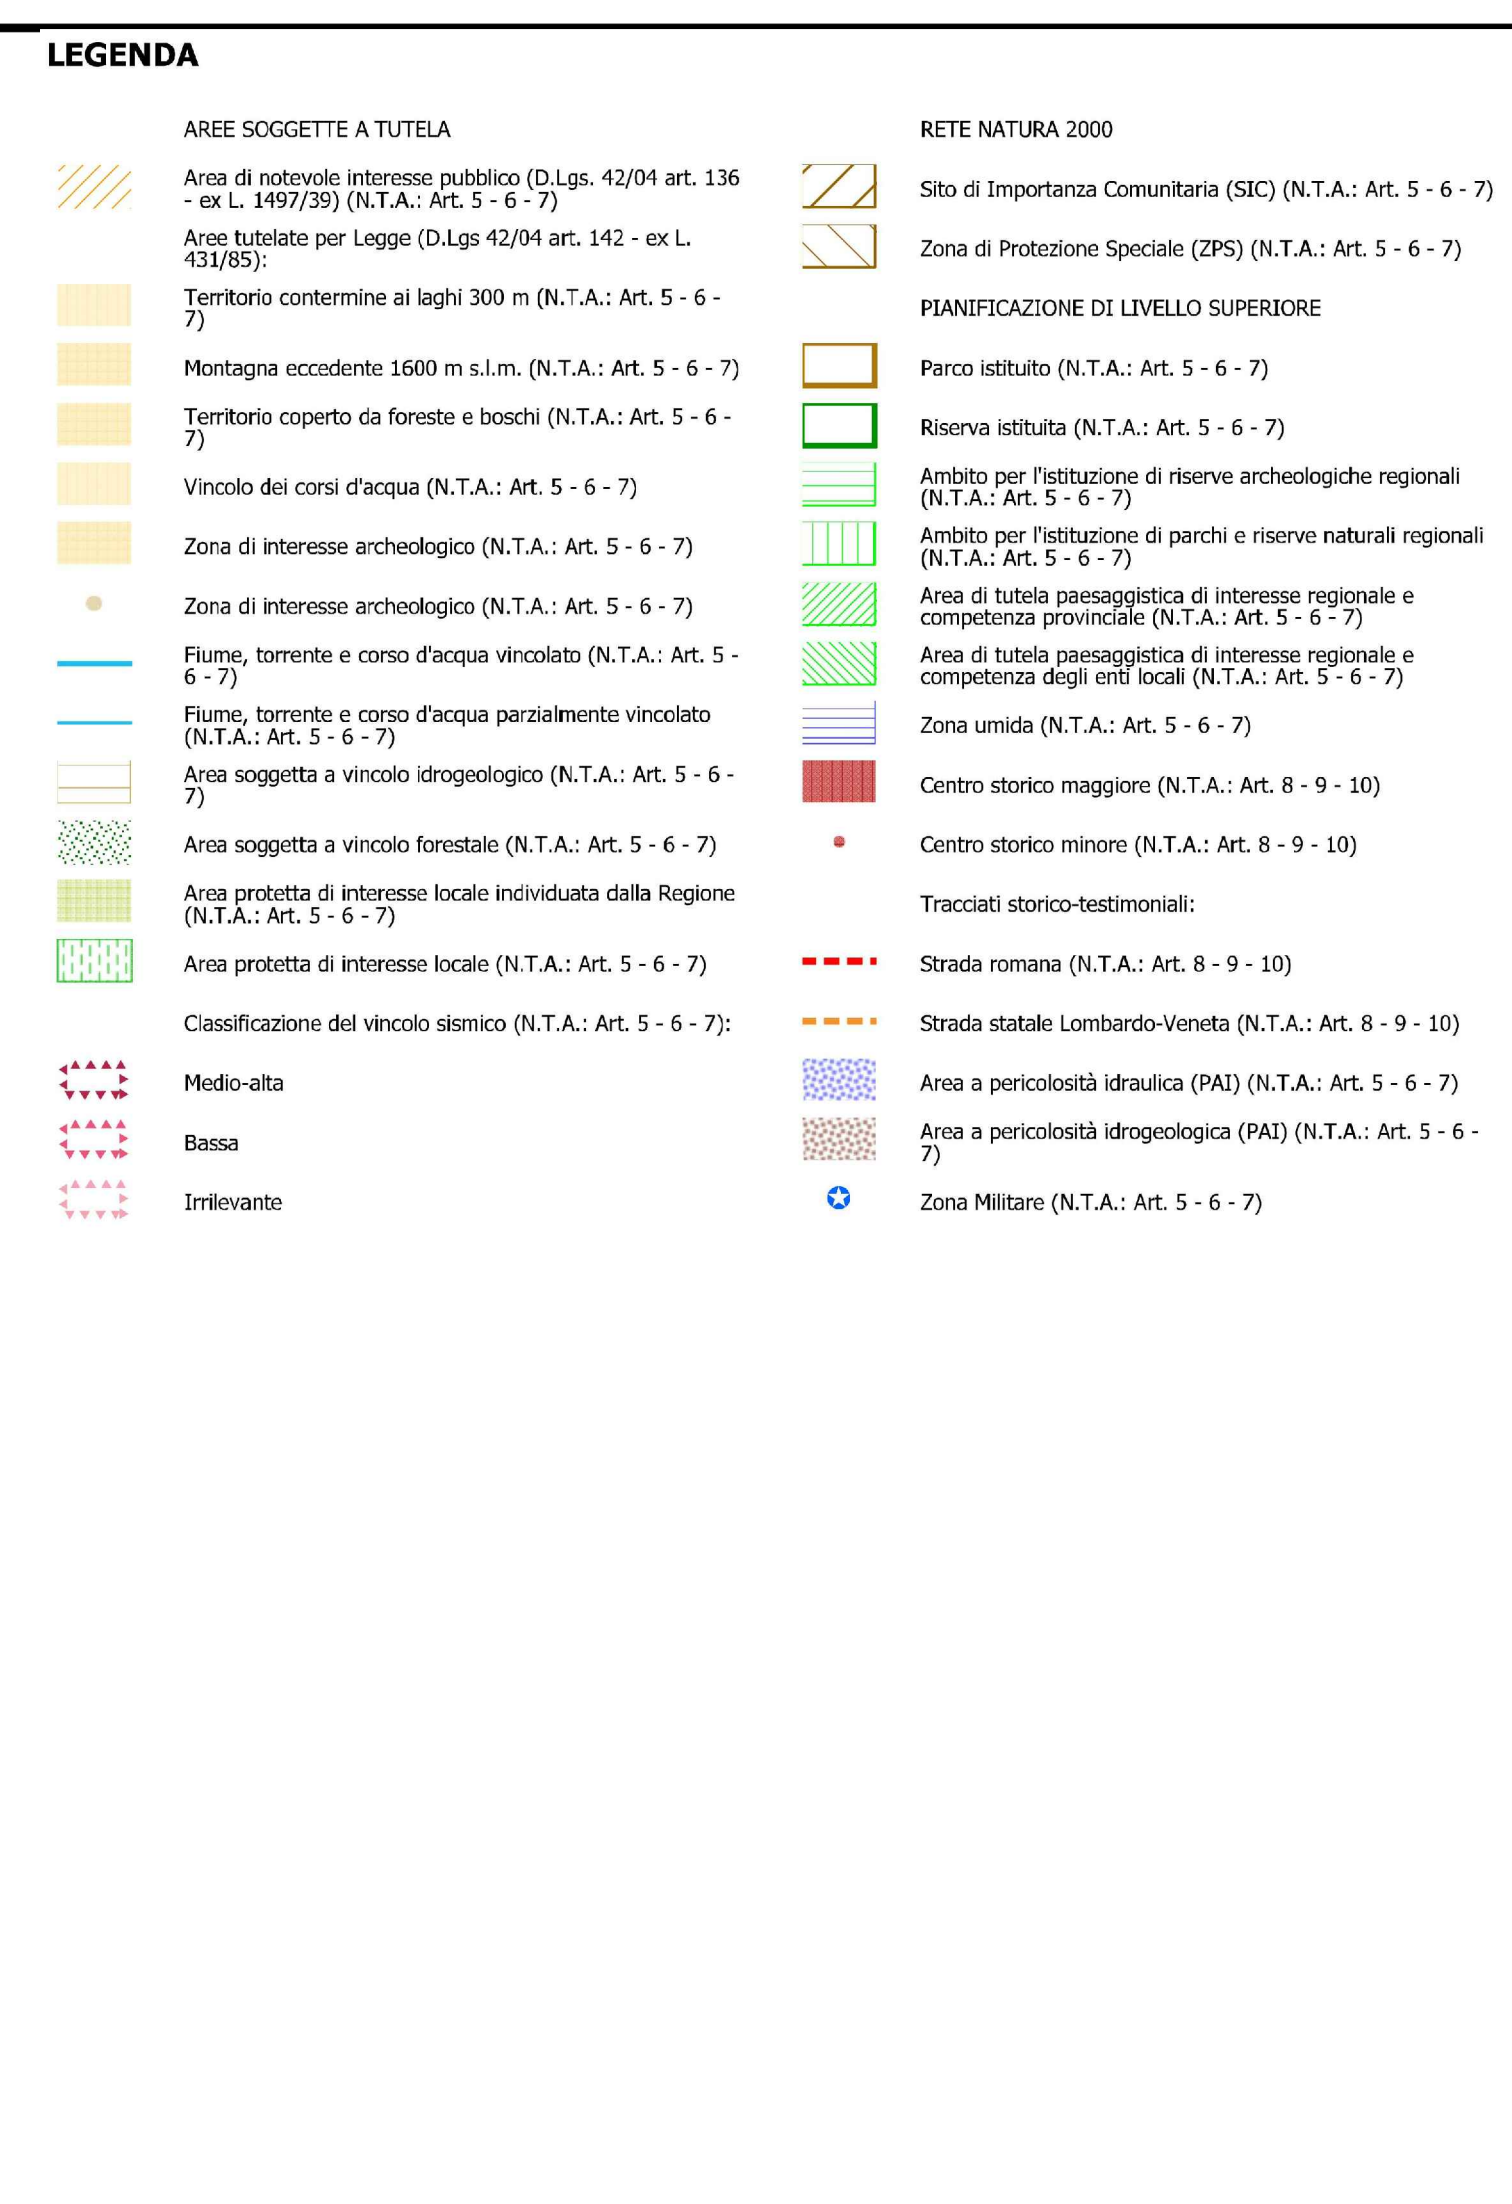 LEGENDA
AREE SOGGETTE A TUTELA
Area di notevole interesse pubblico (D.Lgs. 42/04 art. 136
- ex L. 1497/39) (N.T.A.: Art. 5 - 6 - 7)
Aree tutelate per Legge (D.Lgs 42/04 art. 142 - ex L.
431/85):
Territorio contermine ai laghi 300 m (N.T.A.: Art. 5 - 6 -
7)
Montagna eccedente 1600 m s.l.m. (N.T.A.: Art. 5 - 6 - 7)
Territorio coperto da foreste e boschi (N.T.A.: Art. 5 - 6 -
7)
Vincolo dei corsi d'acqua (N.T.A.: Art. 5 - 6 - 7)
Zona di interesse archeologico (N.T.A.: Art. 5 - 6 - 7)
Zona di interesse archeologico (N.T.A.: Art. 5 - 6 - 7)
Fiume, torrente e corso d'acqua vincolato (N.T.A.: Art. 5 -
6 - 7)
Fiume, torrente e corso d'acqua parzialmente vincolato
(N.T.A.: Art. 5 - 6 - 7)
Area soggetta a vincolo idrogeologico (N.T.A.: Art. 5 - 6 -
7)
Area soggetta a vincolo forestale (N.T.A.: Art. 5 - 6 - 7)
Area protetta di interesse locale individuata dalla Regione
(N.T.A.: Art. 5 - 6 - 7)
Area protetta di interesse locale (N.T.A.: Art. 5 - 6 - 7)
Classificazione del vincolo sismico (N.T.A.: Art. 5 - 6 - 7):
Medio-alta
Bassa
Irrilevante
RETE NATURA 2000
Sito di Importanza Comunitaria (SIC) (N.T.A.: Art. 5 - 6 - 7)
Zona di Protezione Speciale (ZPS) (N.T.A.: Art. 5 - 6 - 7)
PIANIFICAZIONE DI LIVELLO SUPERIORE
Parco istituito (N.T.A.: Art. 5 - 6 - 7)
Riserva istituita (N.T.A.: Art. 5 - 6 - 7)
Ambito per l'istituzione di riserve archeologiche regionali
(N.T.A.: Art. 5 - 6 - 7)
Ambito per l'istituzione di parchi e riserve naturali regionali
(N.T.A.: Art. 5 - 6 - 7)
Area di tutela paesaggistica di interesse regionale e
competenza provinciale (N.T.A.: Art. 5 - 6 - 7)
Area di tutela paesaggistica di interesse regionale e
competenza degli enti locali (N.T.A.: Art. 5 - 6 - 7)
Zona umida (N.T.A.: Art. 5 - 6 - 7)
Centro storico maggiore (N.T.A.: Art. 8 - 9 - 10)
Centro storico minore (N.T.A.: Art. 8 - 9 - 10)
Tracciati storico-testimoniali:
Strada romana (N.T.A.: Art. 8 - 9 - 10)
Strada statale Lombardo-Veneta (N.T.A.: Art. 8 - 9 - 10)
Area a pericolosità idraulica (PAI) (N.T.A.: Art. 5 - 6 - 7)
Area a pericolosità idrogeologica (PAI) (N.T.A.: Art. 5 - 6 -
7)
Zona Militare (N.T.A.: Art. 5 - 6 - 7)